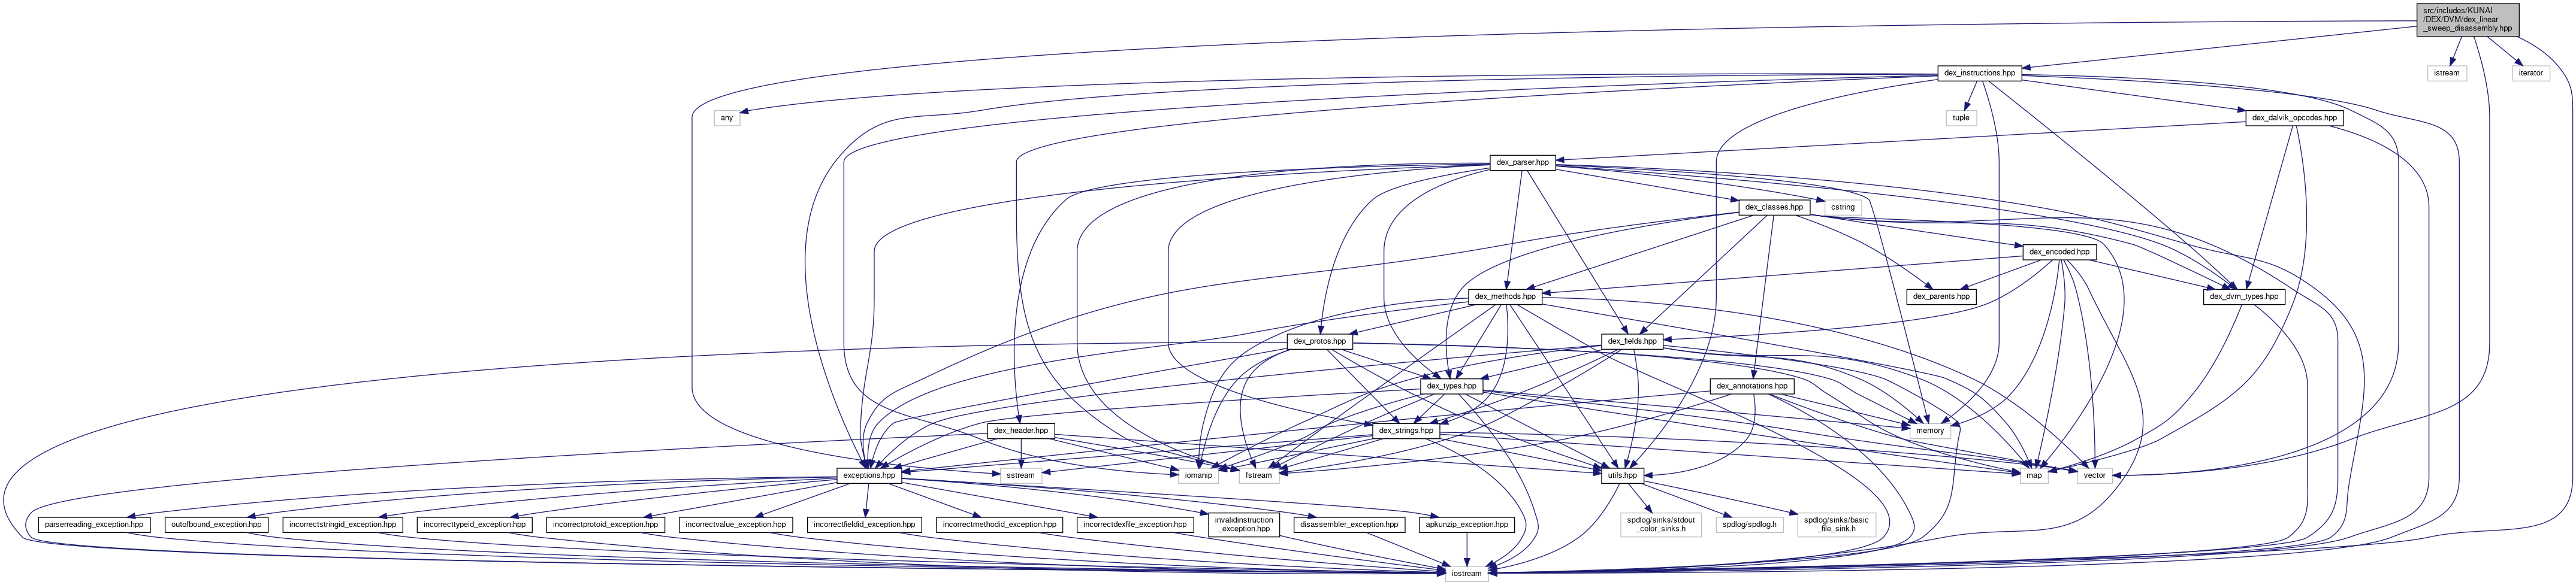 src/includes/KUNAI
/DEX/DVM/dex_linear
_sweep_disassembly.hpp
dex_instructions.hpp
istream
iterator
any
tuple
dex_dalvik_opcodes.hpp
dex_parser.hpp
dex_classes.hpp
cstring
dex_encoded.hpp
dex_methods.hpp
dex_parents.hpp
dex_dvm_types.hpp
dex_protos.hpp
dex_fields.hpp
dex_types.hpp
dex_annotations.hpp
dex_header.hpp
dex_strings.hpp
memory
exceptions.hpp
sstream
iomanip
fstream
utils.hpp
map
vector
parserreading_exception.hpp
outofbound_exception.hpp
incorrectstringid_exception.hpp
incorrecttypeid_exception.hpp
incorrectprotoid_exception.hpp
incorrectvalue_exception.hpp
incorrectfieldid_exception.hpp
incorrectmethodid_exception.hpp
incorrectdexfile_exception.hpp
invalidinstruction
_exception.hpp
disassembler_exception.hpp
apkunzip_exception.hpp
spdlog/sinks/stdout
_color_sinks.h
spdlog/spdlog.h
spdlog/sinks/basic
_file_sink.h
iostream